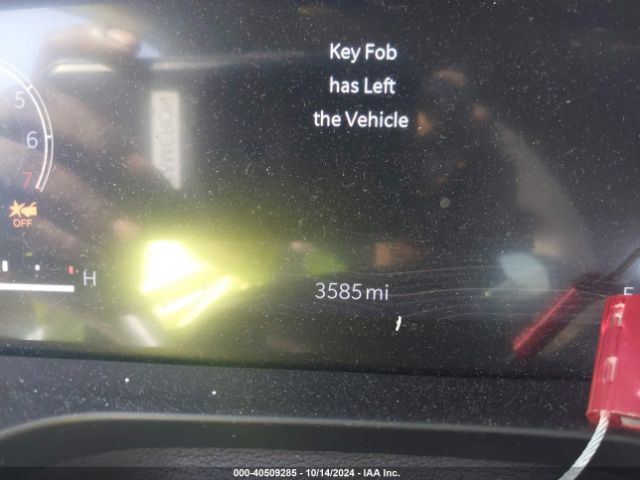 Key Fob
has Left
the Vehicle
5
6
7
OFF
H
3585 mi
000-40509285 - 10/14/2024 - IAA Inc.